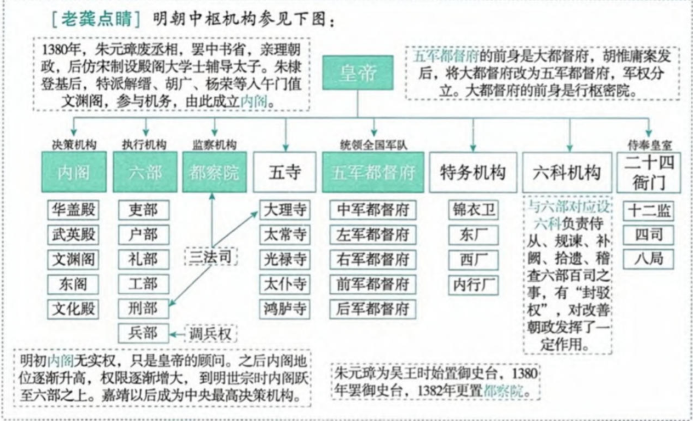 ［老龚点睛］明朝中枢机构参见下图：
1380年，朱元璋废丞相，罢中书省，亲理朝
政，后仿宋制设殿阁大学士辅导太子。朱棣
登基后，特派解缙、胡广、杨荣等人午门值
文渊阁，参与机务，由此成立内阁。
皇帝
五军都督府的前身是大都督府，胡惟庸案发
后，将大都督府改为五军都督府，军权分
立。大都督府的前身是行枢密院。
决策机构
执行机构
监察机构
统领全国军队
侍奉皇室
内阁
六部
都察院
五寺
五军都督府
特务机构
六科机构
二十四
衙门
华盖殿
武英殿
文渊阁
东阁
文化殿
吏部
户部
礼部
工部
刑部
兵部
三法司
调兵权
大理寺
太常寺
光禄寺
太仆寺
鸿胪寺
中军都督府
左军都督府
右军都督府
前军都督府
后军都督府
锦衣卫
东厂
西厂
内行厂
与六部对应设
六科负责侍
从、规谏、补
阙、拾遗、稽
查六部百司之
事，有“封驳
权”，对改善
朝政发挥了一
定作用。
十二监
四司
八局
明初内阁无实权，只是皇帝的顾问。之后内阁地
位逐渐升高，权限逐渐增大，到明世宗时内阁跃
至六部之上。嘉靖以后成为中央最高决策机构。
朱元璋为吴王时始置御史台，1380
年罢御史台，1382年更置都察院。